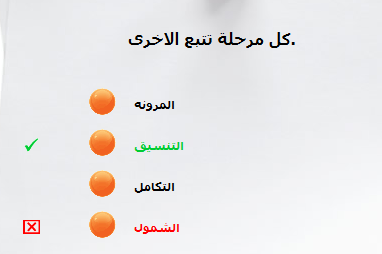 كل مرحلة تتبع الاخرى.
المرونه
التنسيق
التكامل
الشمول